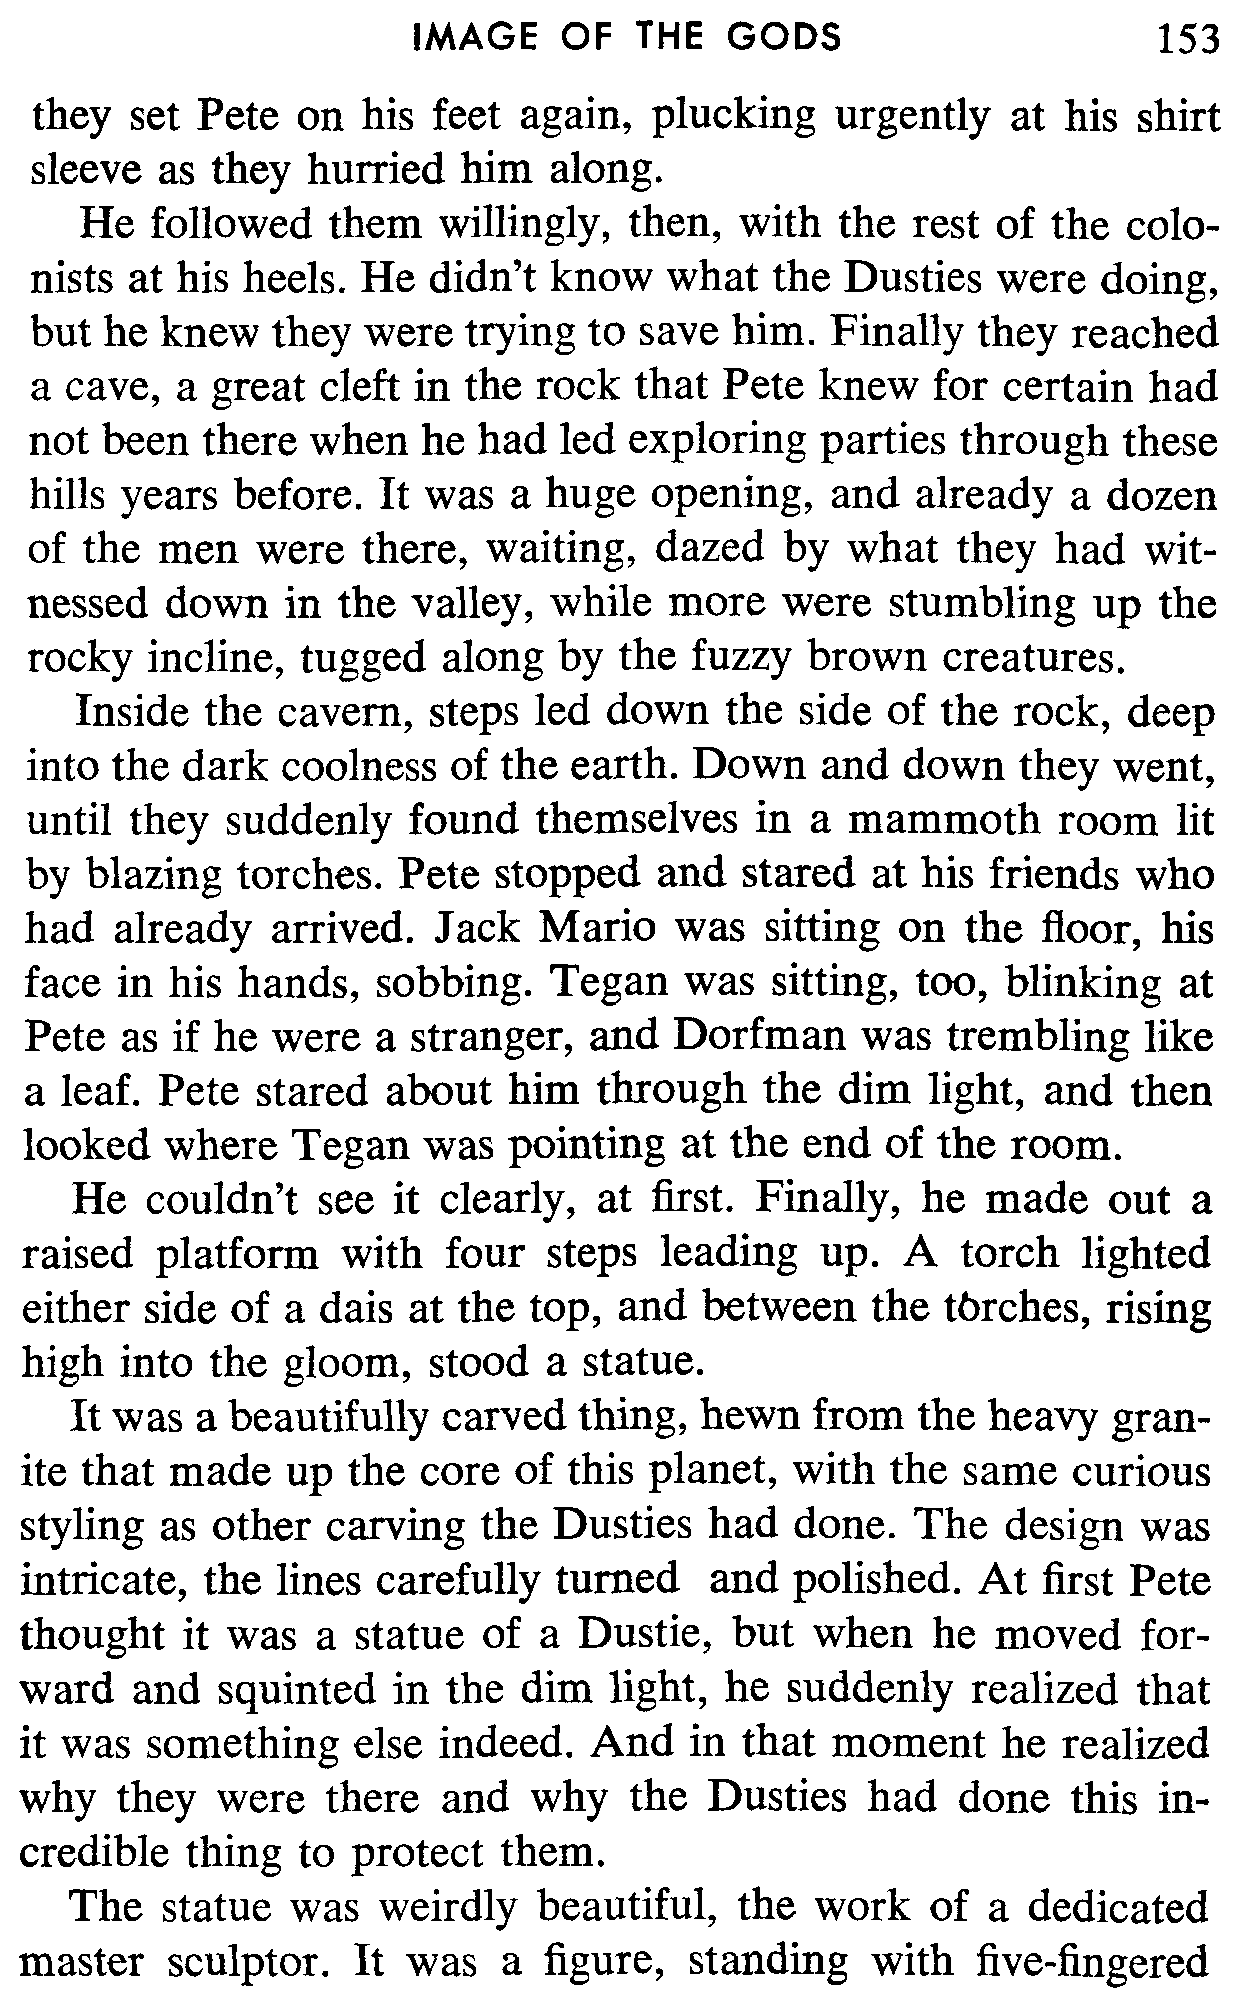 IMAGE OF THE GODS 153
they set Pete on his feet again, plucking urgently at his shirt
sleeve as they hurried him along.
He followed them willingly, then, with the rest of the colo-
nists at his heels. He didn't know what the Dusties were doing,
but he knew they were trying to save him. Finally they reached
a cave, a great cleft in the rock that Pete knew for certain had
not been there when he had led exploring parties through these
hills years before. It was a huge opening, and already a dozen
of the men were there, waiting, dazed by what they had wit-
nessed down in the valley, while more were stumbling up the
rocky incline, tugged along by the fuzzy brown creatures.
Inside the cavern, steps led down the side of the rock, deep
into the dark coolness of the earth. Down and down they went,
until they suddenly found themselves in a mammoth room lit
by blazing torches. Pete stopped and stared at his friends who
had already arrived. Jack Mario was sitting on the floor, his
face in his hands, sobbing. Tegan was sitting, too, blinking at
Pete as if he were a stranger, and Dorfman was trembling like
a leaf. Pete stared about him through the dim light, and then
looked where Tegan was pointing at the end of the room.
He couldn't see it clearly, at first. Finally, he made out a
raised platform with four steps leading up. A torch lighted
either side of a dais at the top, and between the torches, rising
high into the gloom, stood a statue.
It was a beautifully carved thing, hewn from the heavy gran-
ite that made up the core of this planet, with the same curious
styling as other carving the Dusties had done. The design was
intricate, the lines carefully turned and polished. At first Pete
thought it was a statue of a Dustie, but when he moved for-
ward and squinted in the dim light, he suddenly realized that
it was something else indeed. And in that moment he realized
why they were there and why the Dusties had done this in-
credible thing to protect them.
The statue was weirdly beautiful, the work of a dedicated
master sculptor. It was a figure, standing with five-fingered